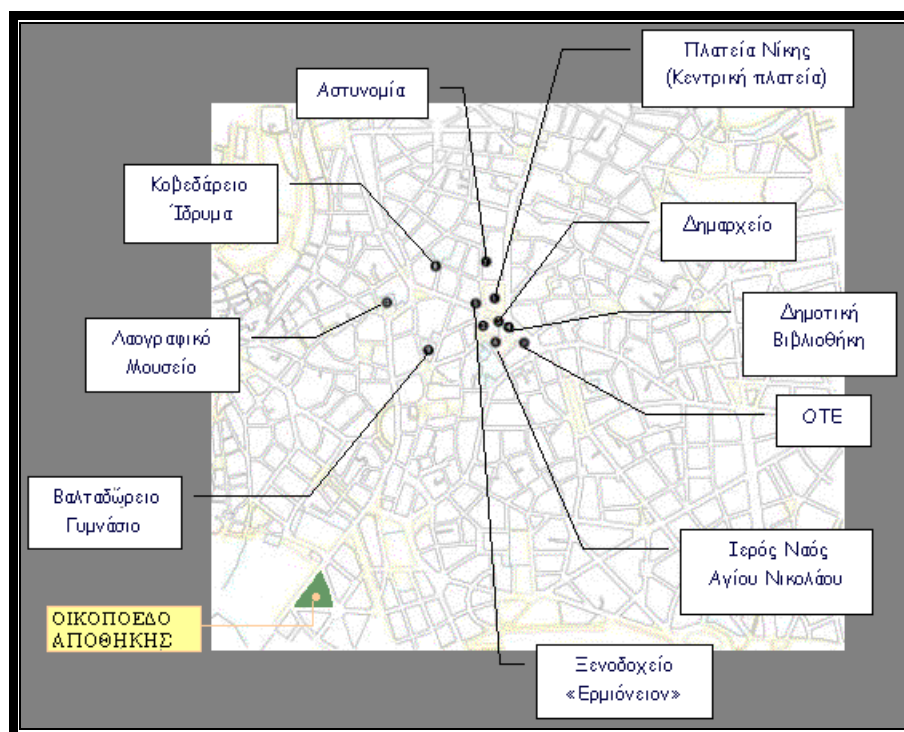 Πλατεία Νίκης
(Κεντρική πλατεία)
Αστυνομία
Κοβεδάρειο
Ίδρυμα
Δημαρχείο
Δημοτική
Βιβλιοθήκη
Λαογραφικό
Μουσείο
ΟΤΕ
Βαλταδώρειο
Γυμνάσιο
Ιερός Ναός
Αγίου Νικολάου
ΟΙΚΟΠΟΕΔΟ
ΑΠΟΘΗΚΗΣ
Ξενοδοχείο
«Ερμιόνειον»